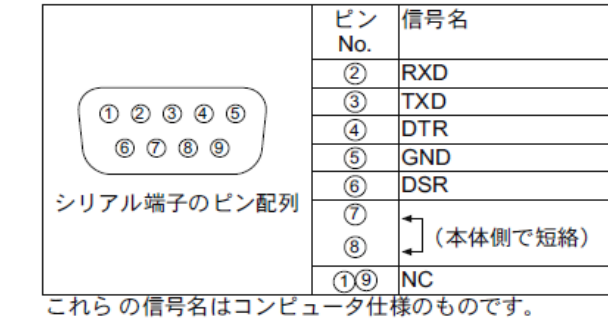 ピン 信号名
No.
② RXD
③ TXD
④ DTR
⑤ GND
⑥ DSR
⑦
⑧ （本体側で短絡）
①⑨ NC
① ② ③ ④ ⑤
⑥ ⑦ ⑧ ⑨
シリアル端子のピン配列
これら の信号名はコンピュータ仕様のものです。